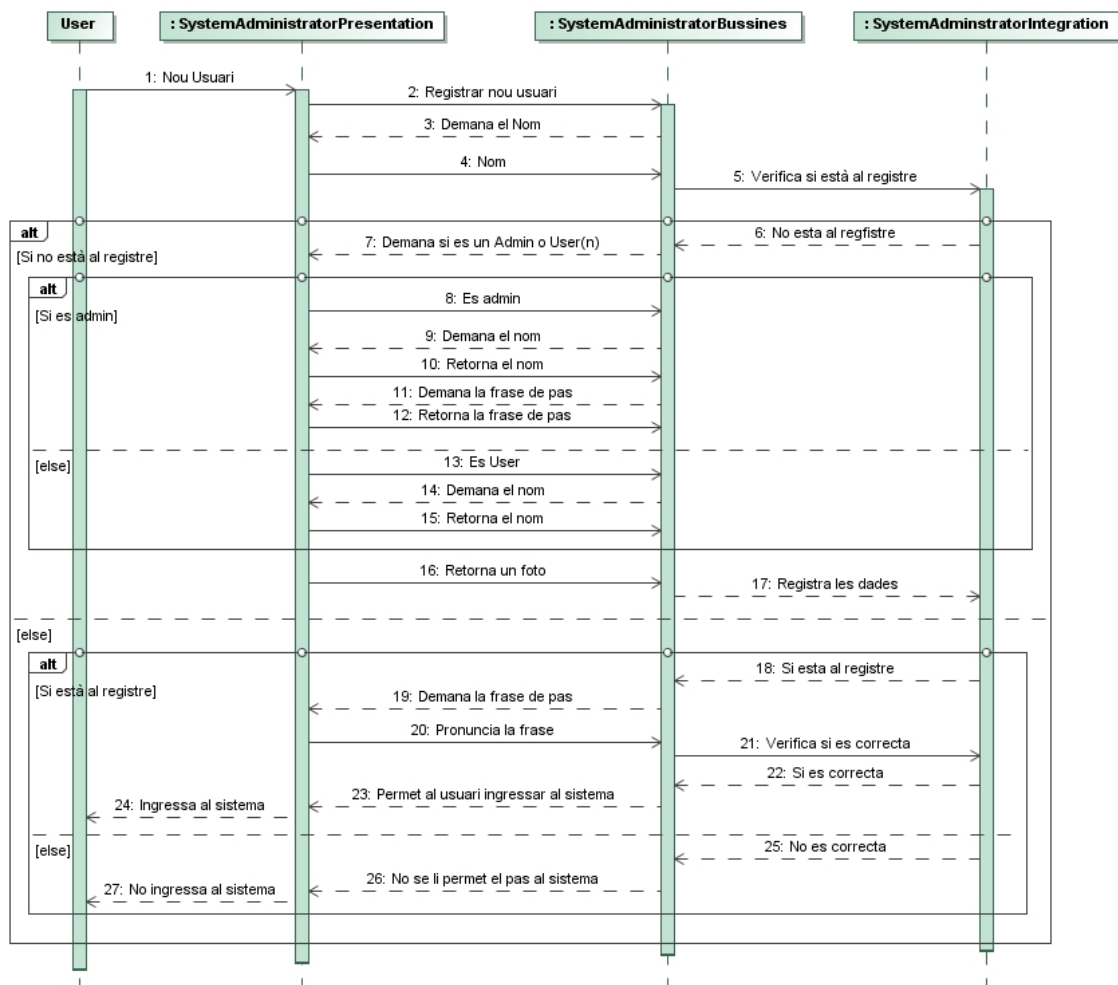 User
: SystemAdministratorPresentation
: SystemAdministratorBussines
: SystemAdminstratorIntegration
1: Nou Usuari
2: Registrar nou usuari
3: Demana el Nom
4: Nom
5: Verifica si està al registre
alt
[Si no està al registre]
6: No esta al regfistre
7: Demana si es un Admin o User(n)
alt
[Si es admin]
8: Es admin
9: Demana el nom
10: Retorna el nom
11: Demana la frase de pas
12: Retorna la frase de pas
[else]
13: Es User
14: Demana el nom
15: Retorna el nom
16: Retorna un foto
17: Registra les dades
[else]
alt
[Si està al registre]
18: Si esta al registre
19: Demana la frase de pas
20: Pronuncia la frase
21: Verifica si es correcta
22: Si es correcta
23: Permet al usuari ingressar al sistema
24: Ingressa al sistema
[else]
25: No es correcta
26: No se li permet el pas al sistema
27: No ingressa al sistema